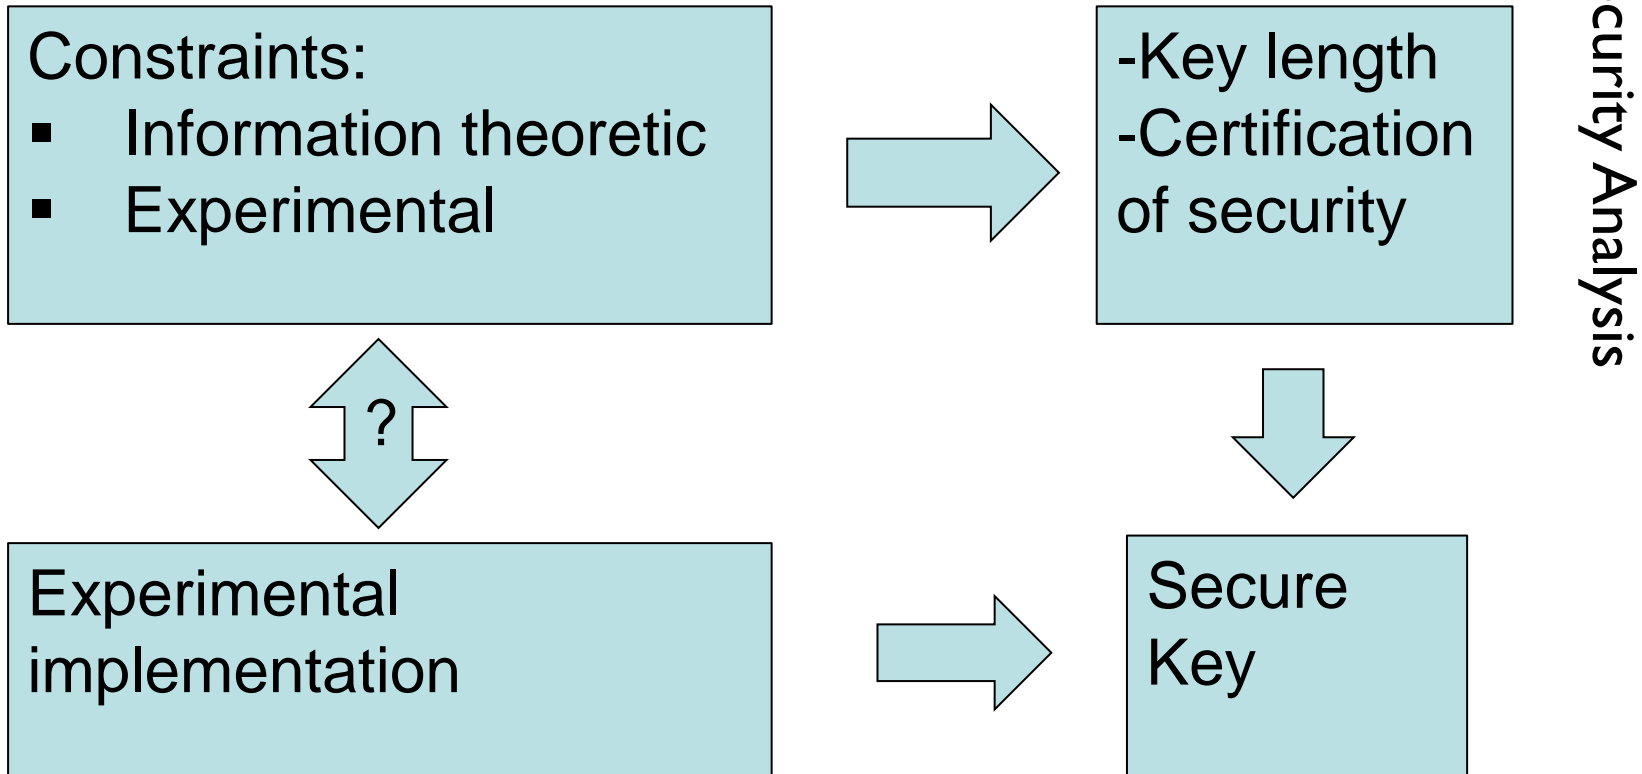 Constraints:
▪ Information theoretic
▪ Experimental
-Key length
-Certification
of security
?
Experimental
implementation
Secure
Key
curity Analysis